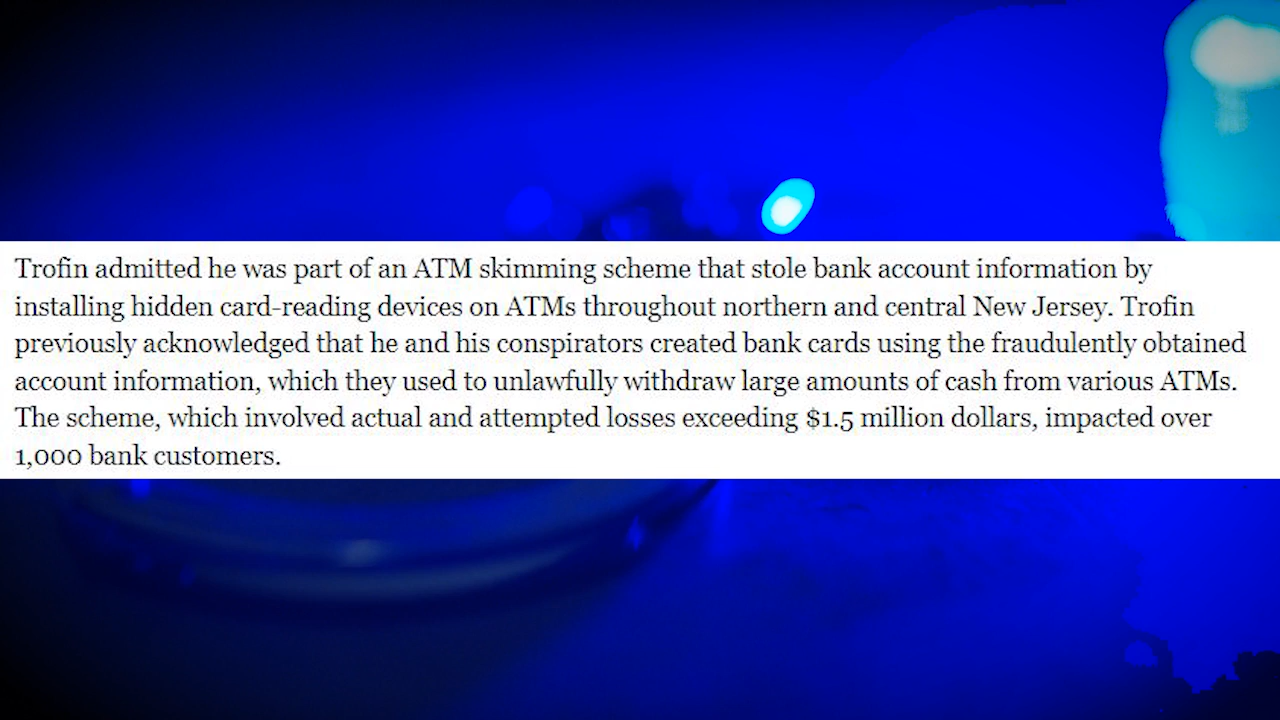 Trofin admitted he was part of an ATM skimming scheme that stole bank account information by
installing hidden card-reading devices on ATMs throughout northern and central New Jersey. Trofin
previously acknowledged that he and his conspirators created bank cards using the fraudulently obtained
account information, which they used to unlawfully withdraw large amounts of cash from various ATMs.
The scheme, which involved actual and attempted losses exceeding $1.5 million dollars, impacted over
1,000 bank customers.